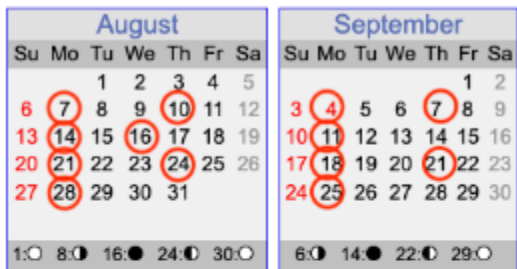 August
Su Mo Tu We Th Fr Sa
1 2 3 4 5
6 7 8 9 10 11 12
13 14 15 16 17 18 19
20 21 22 23 24 25 26
27 28 29 30 31
1: 8: 16: 24: 30:
September
Su Mo Tu We Th Fr Sa
1 2
3 4 5 6 7 8 9
10 11 12 13 14 15 16
17 18 19 20 21 22 23
24 25 26 27 28 29 30
6: 14: 22: 29: